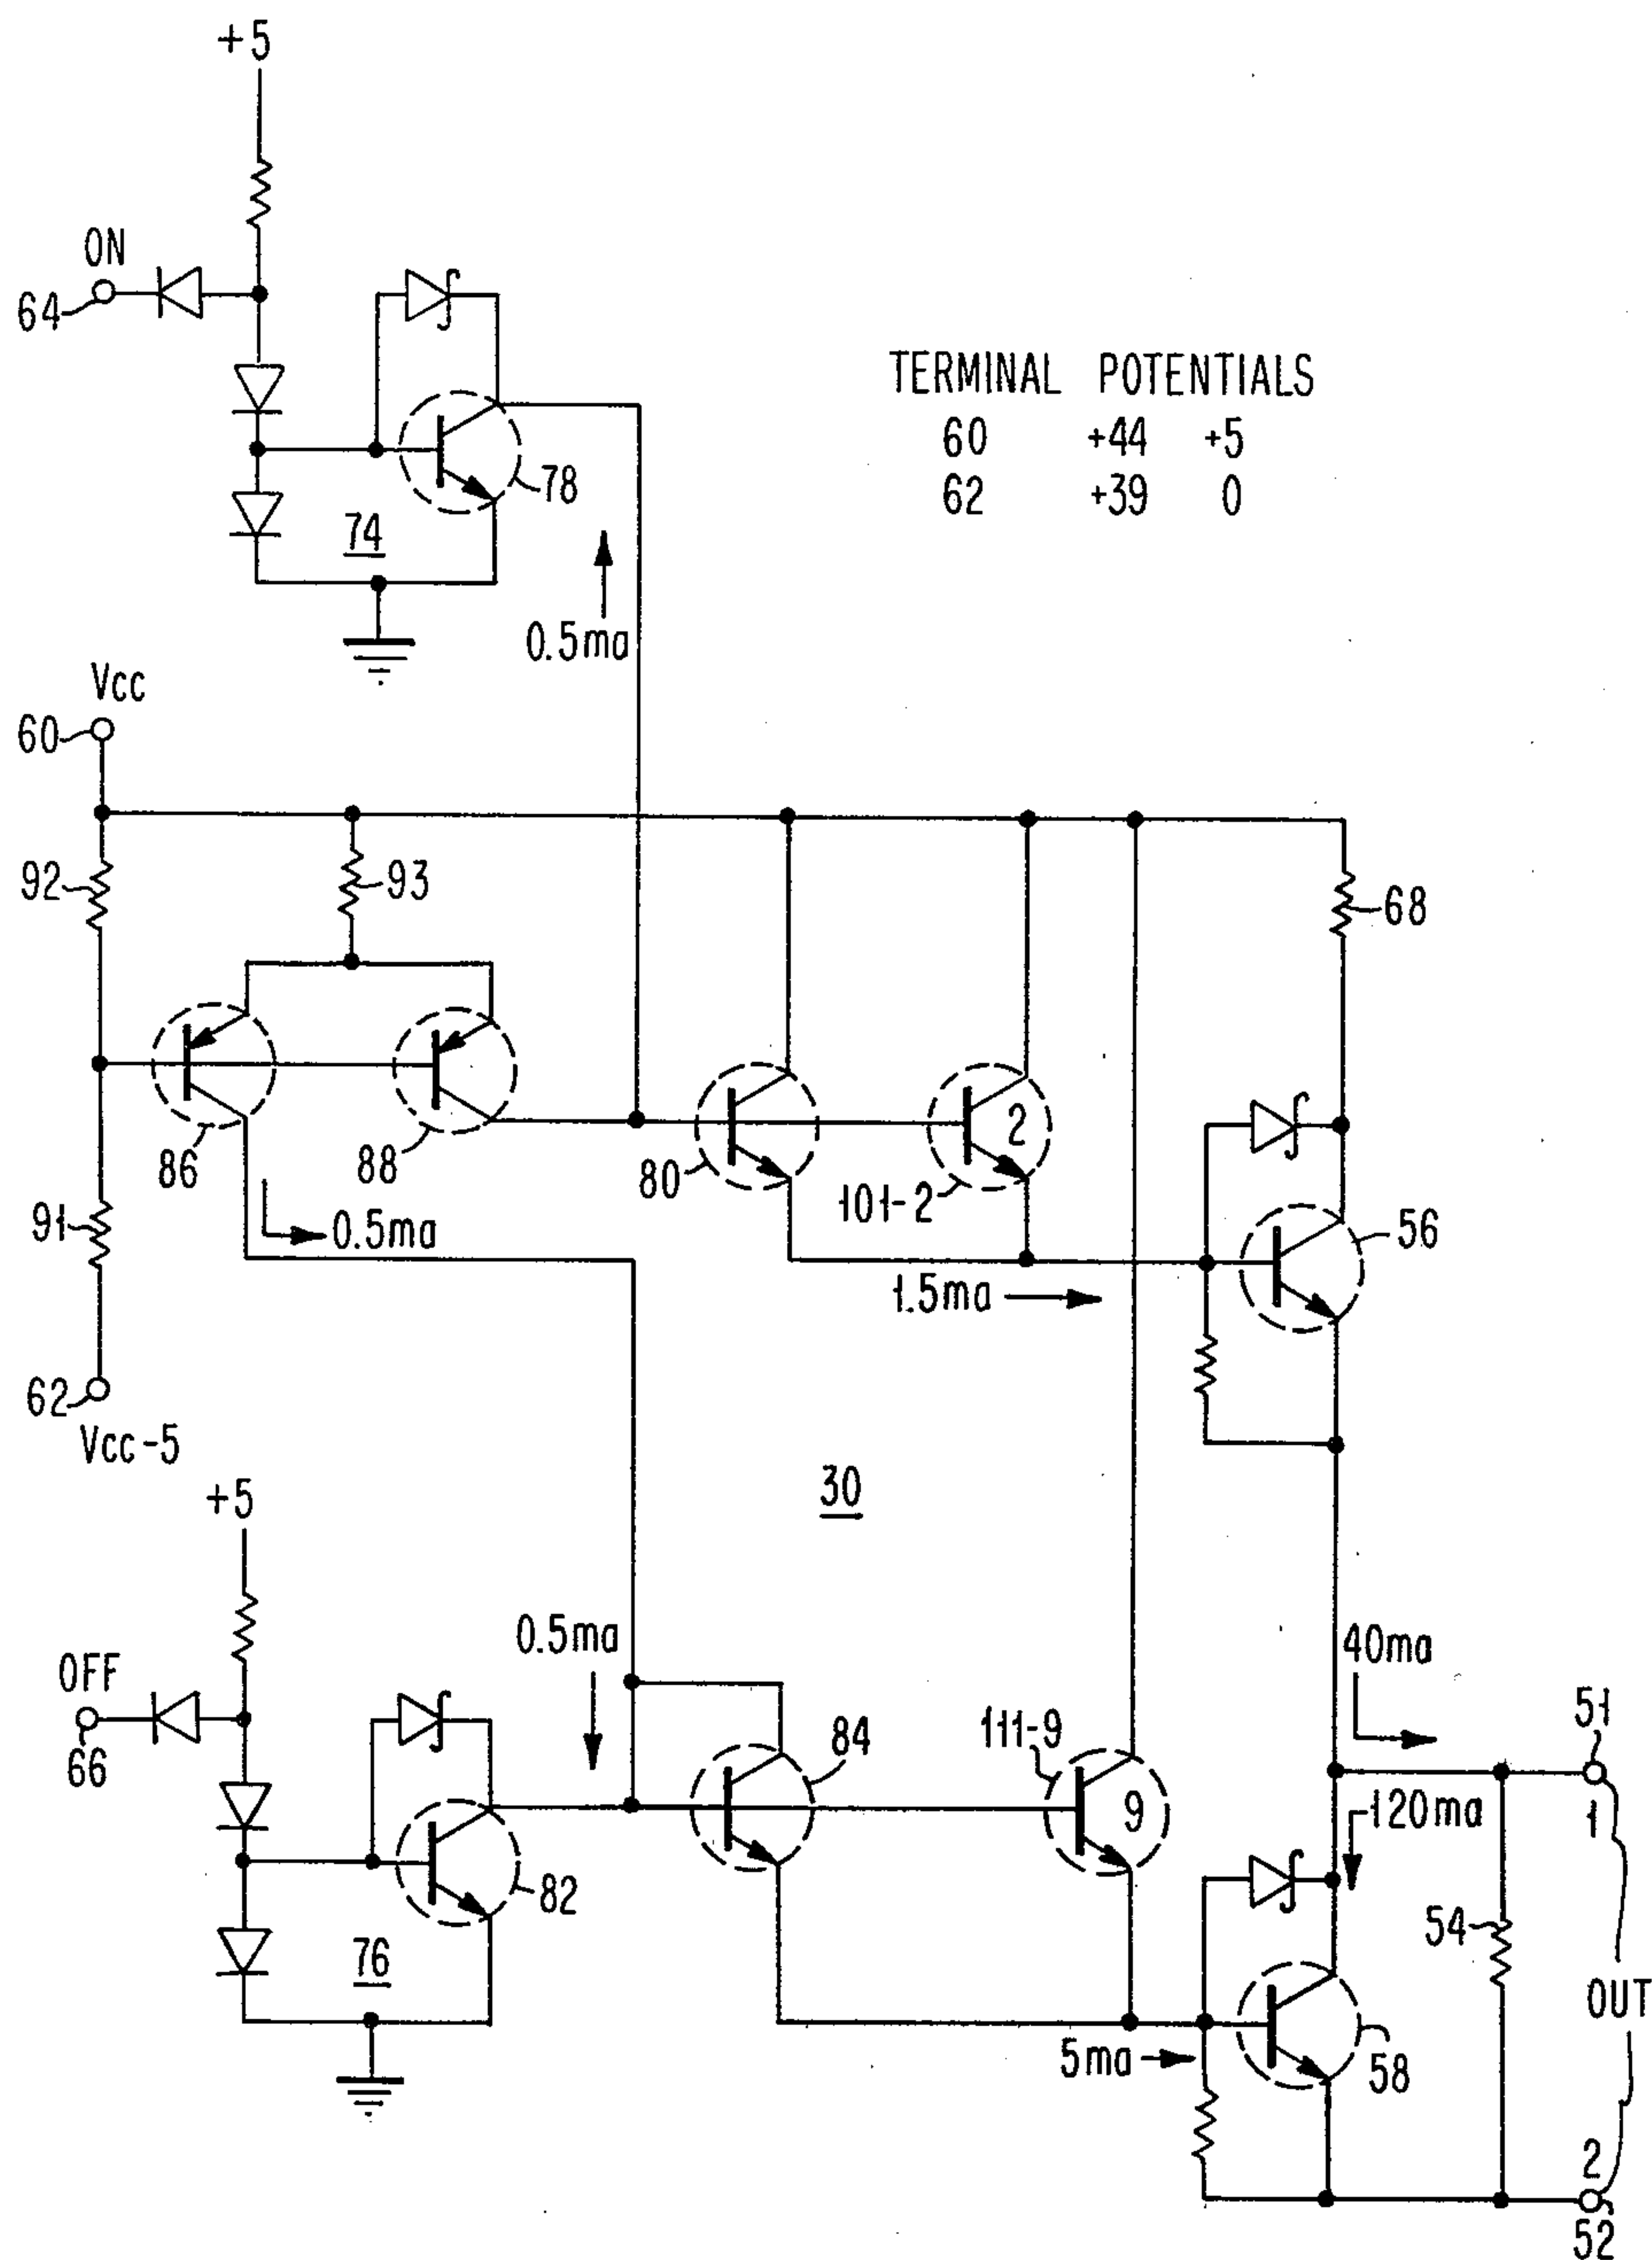 +5
ON
64
TERMINAL POTENTIALS
60 +44 +5
62 +39 0
78
74
0.5ma
Vcc
60
92
93
68
86
88
80
2
101-2
56
91
0.5ma
1.5ma
62
Vcc-5
30
+5
0.5ma
40ma
OFF
66
84
111-9
51
1
9
120ma
82
54
76
OUT
5ma
58
2
52